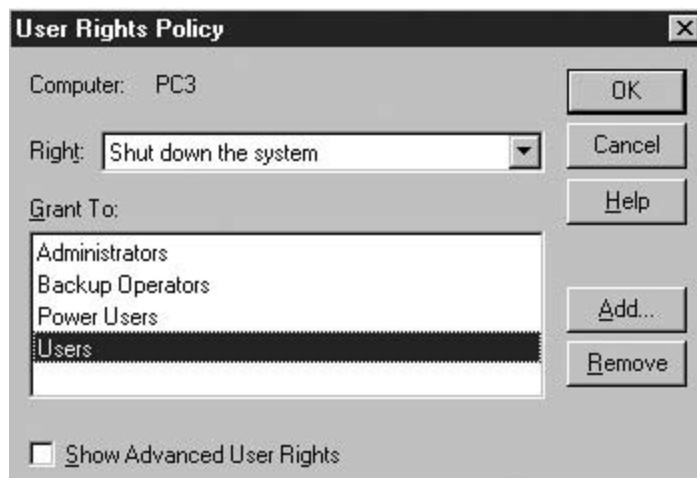 User Rights Policy
Computer: PC3
OK
Right: Shut down the system
Cancel
Help
Grant To:
Administrators
Backup Operators
Power Users
Users
Add...
Remove
Show Advanced User Rights